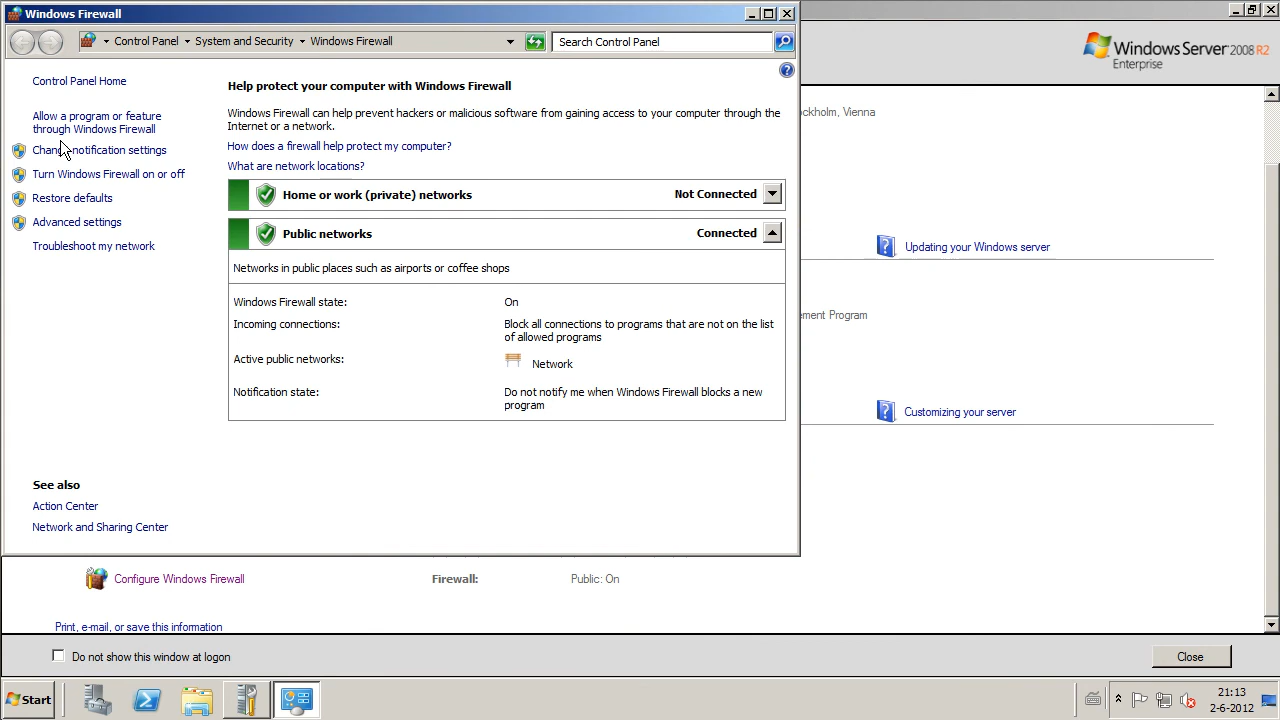 Windows Firewall
Control Panel
System and Security
Windows Firewall
Search Control Panel
Windows Server 2008 R2
Enterprise
Control Panel Home
Allow a program or feature
through Windows Firewall
Change notification settings
Turn Windows Firewall on or off
Restore defaults
Advanced settings
Troubleshoot my network
Help protect your computer with Windows Firewall
Windows Firewall can help prevent hackers or malicious software from gaining access to your computer through the
Internet or a network.
How does a firewall help protect my computer?
What are network locations?
Home or work (private) networks Not Connected
Public networks Connected
Networks in public places such as airports or coffee shops
Windows Firewall state: On
Incoming connections: Block all connections to programs that are not on the list
of allowed programs
Active public networks: Network
Notification state: Do not notify me when Windows Firewall blocks a new
program
See also
Action Center
Network and Sharing Center
ockholm, Vienna
Updating your Windows server
ement Program
Customizing your server
Configure Windows Firewall Firewall: Public: On
Print, e-mail, or save this information
Do not show this window at logon Close
Start
21:13
2-6-2012